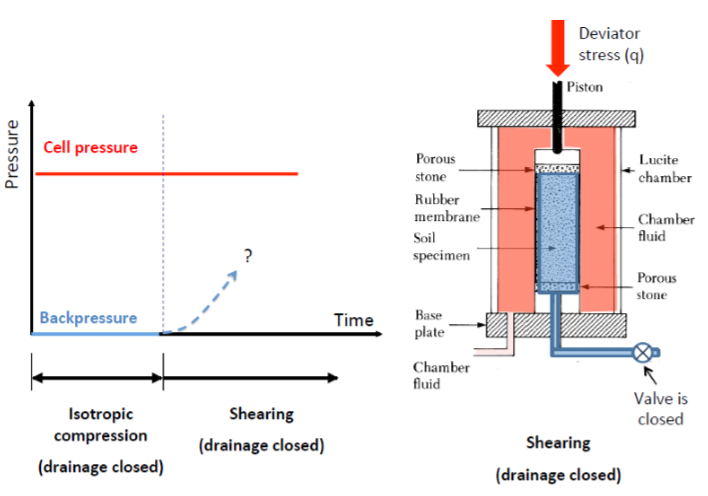 Pressure
Cell pressure
?
Backpressure
Time
Isotropic
compression
(drainage closed)
Shearing
(drainage closed)
Deviator
stress (q)
Piston
Porous
stone
Rubber
membrane
Soil
specimen
Base
plate
Chamber
fluid
Lucite
chamber
Chamber
fluid
Porous
stone
Valve is
closed
Shearing
(drainage closed)